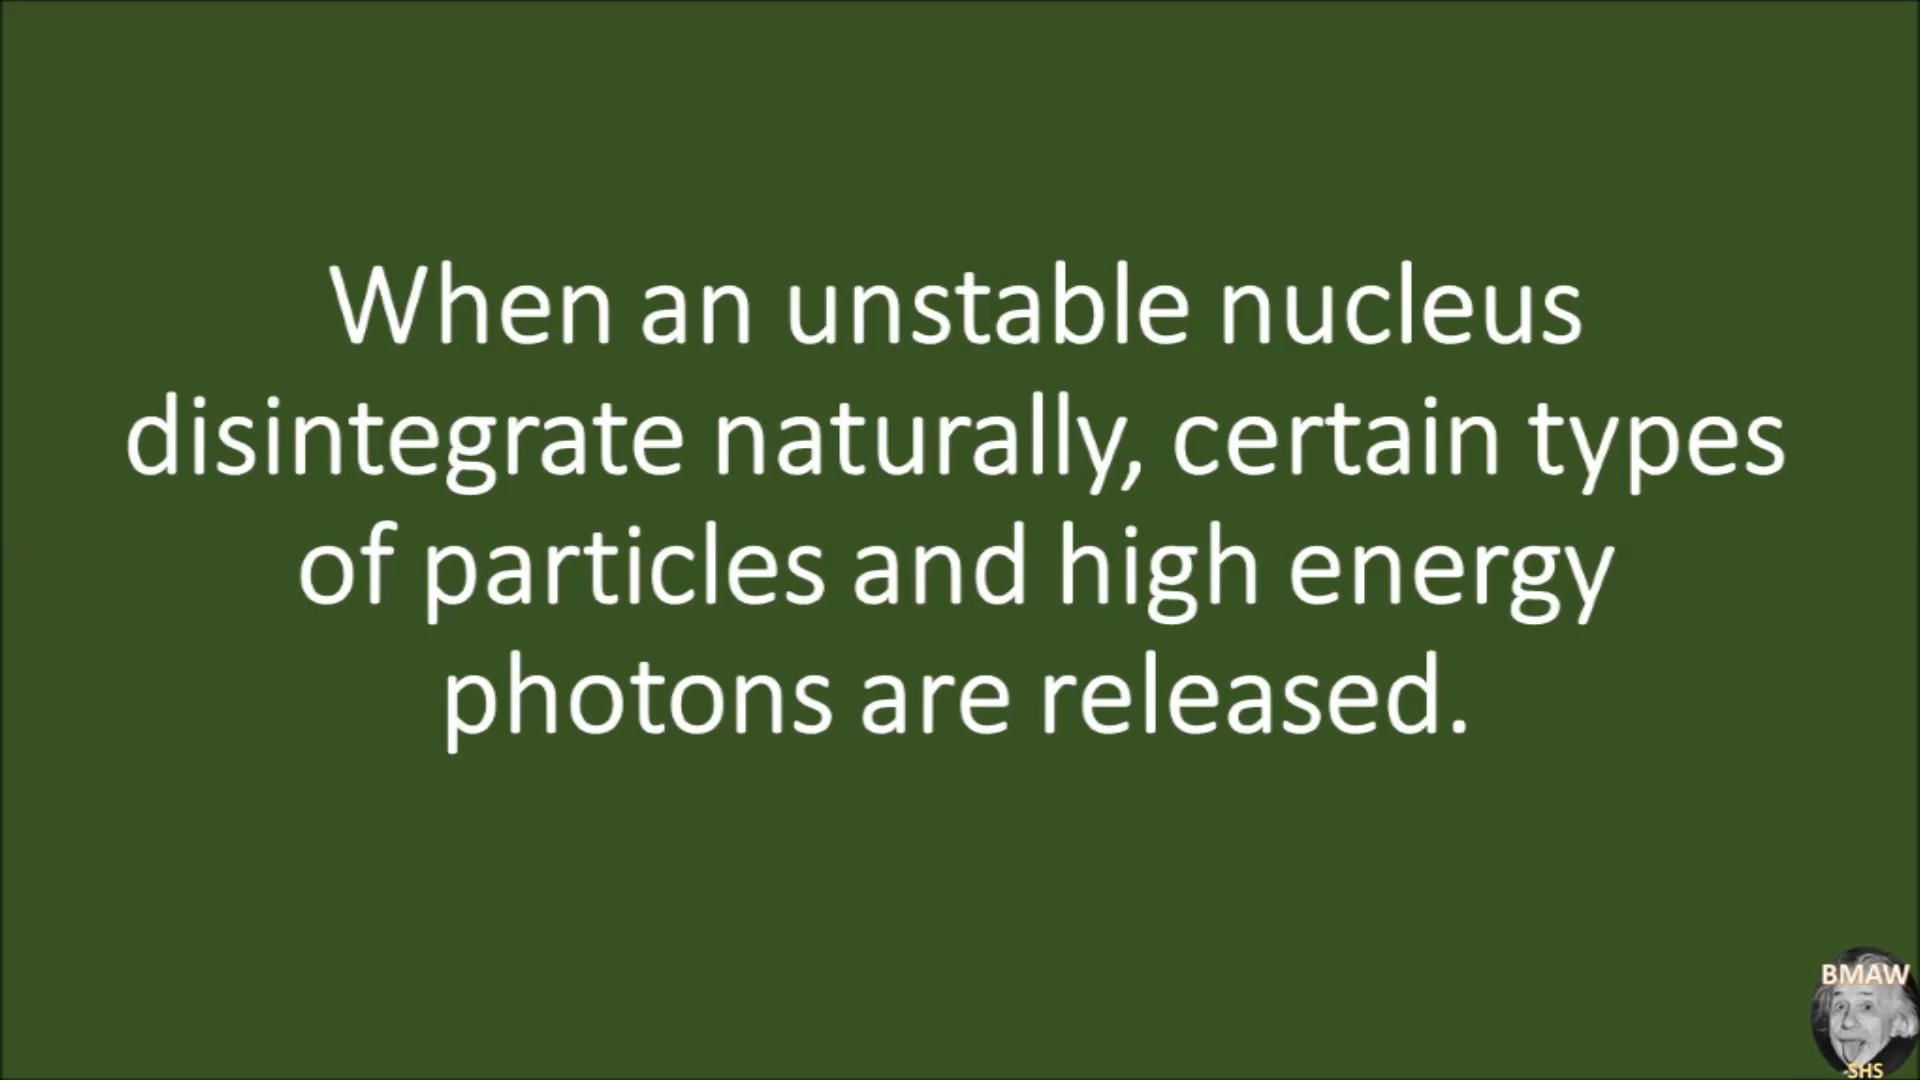 When an unstable nucleus
disintegrate naturally, certain types
of particles and high energy
photons are released.
BMAW
SHS